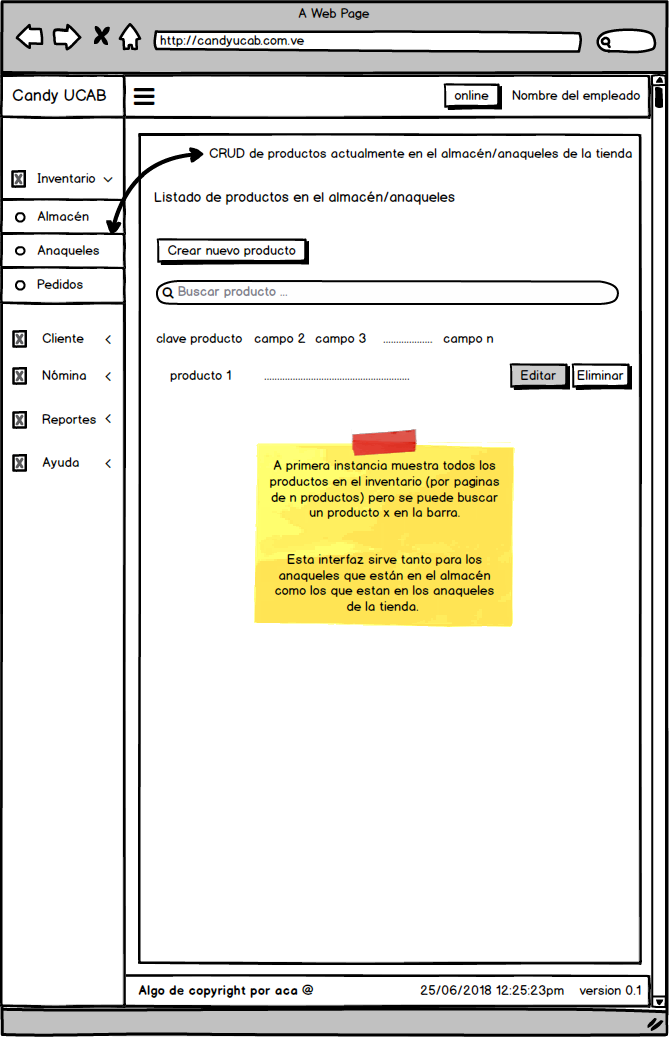 A Web Page
http://candyucab.com.ve
Candy UCAB
online
Nombre del empleado
Inventario
Almacén
Anaqueles
Pedidos
Cliente
Nómina
Reportes
Ayuda
CRUD de productos actualmente en el almacén/anaqueles de la tienda
Listado de productos en el almacén/anaqueles
Crear nuevo producto
Buscar producto ...
clave producto campo 2 campo 3 ................... campo n
producto 1 ........................................................ Editar Eliminar
A primera instancia muestra todos los
productos en el inventario (por paginas
de n productos) pero se puede buscar
un producto x en la barra.
Esta interfaz sirve tanto para los
anaqueles que están en el almacén
como los que estan en los anaqueles
de la tienda.
Algo de copyright por aca @
25/06/2018 12:25:23pm version 0.1